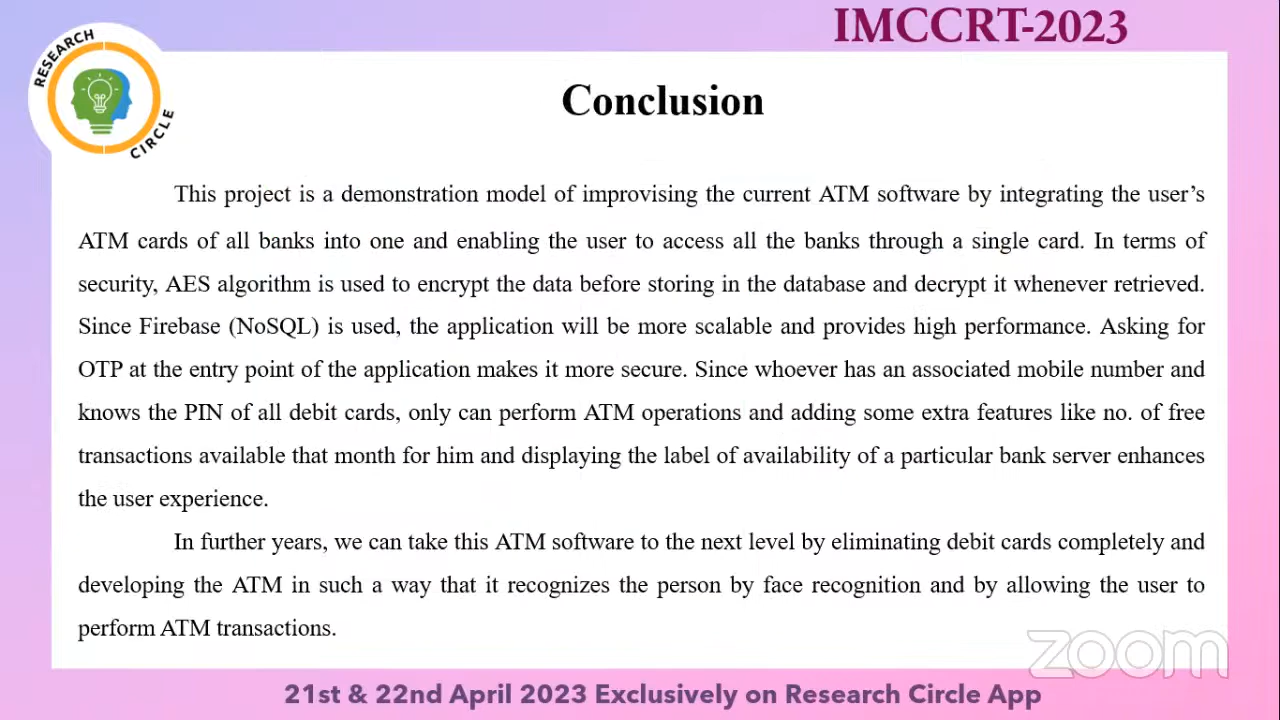 IMCCRT-2023
RESEARCH
CIRCLE
Conclusion
This project is a demonstration model of improvising the current ATM software by integrating the user’s
ATM cards of all banks into one and enabling the user to access all the banks through a single card. In terms of
security, AES algorithm is used to encrypt the data before storing in the database and decrypt it whenever retrieved.
Since Firebase (NoSQL) is used, the application will be more scalable and provides high performance. Asking for
OTP at the entry point of the application makes it more secure. Since whoever has an associated mobile number and
knows the PIN of all debit cards, only can perform ATM operations and adding some extra features like no. of free
transactions available that month for him and displaying the label of availability of a particular bank server enhances
the user experience.
In further years, we can take this ATM software to the next level by eliminating debit cards completely and
developing the ATM in such a way that it recognizes the person by face recognition and by allowing the user to
perform ATM transactions.
zoom
21st & 22nd April 2023 Exclusively on Research Circle App